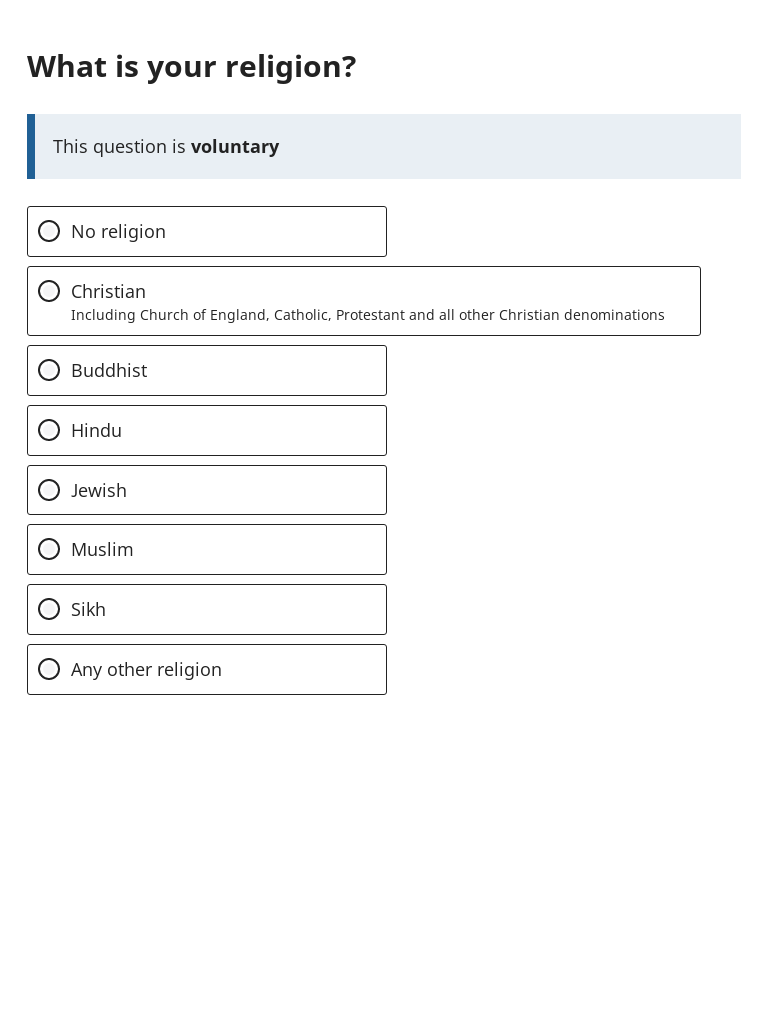 What is your religion?
This question is voluntary
No religion
Christian
Including Church of England, Catholic, Protestant and all other Christian denominations
Buddhist
Hindu
Jewish
Muslim
Sikh
Any other religion